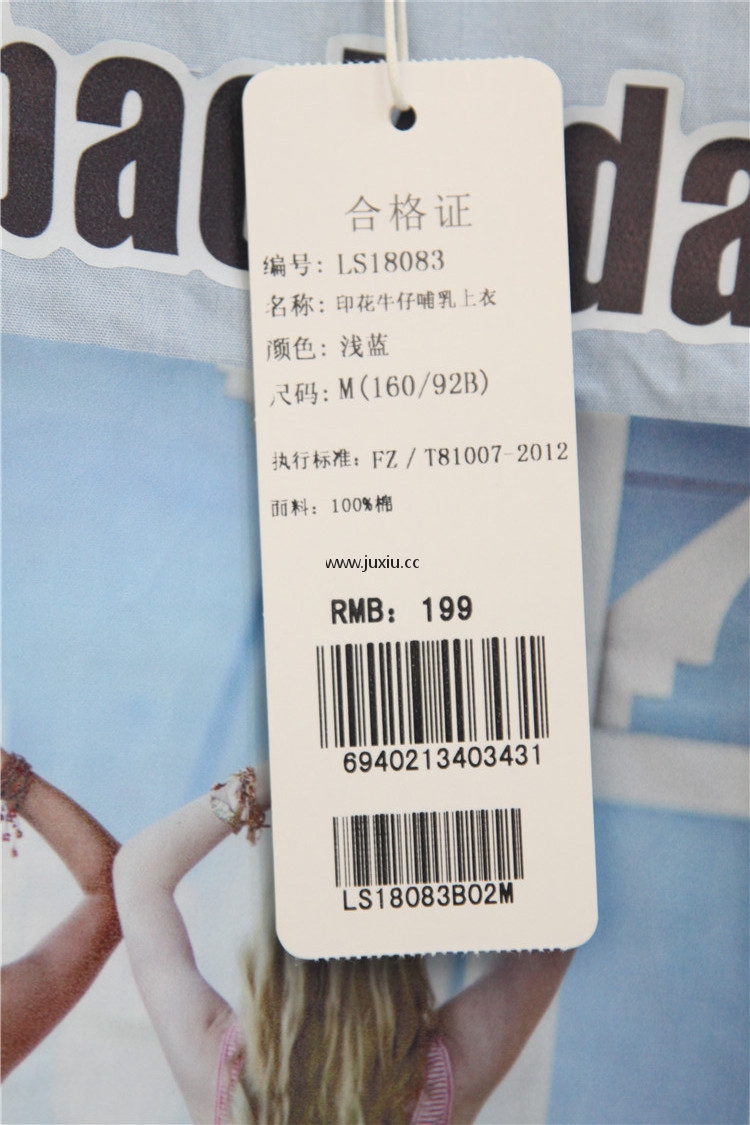 合格证
编号: LS18083
名称: 印花牛仔哺乳上衣
颜色: 浅蓝
尺码: M(160/92B)
执行标准: FZ / T81007-2012
面料: 100%棉
www.juxiu.cc
RMB: 199
6940213403431
LS18083B02M